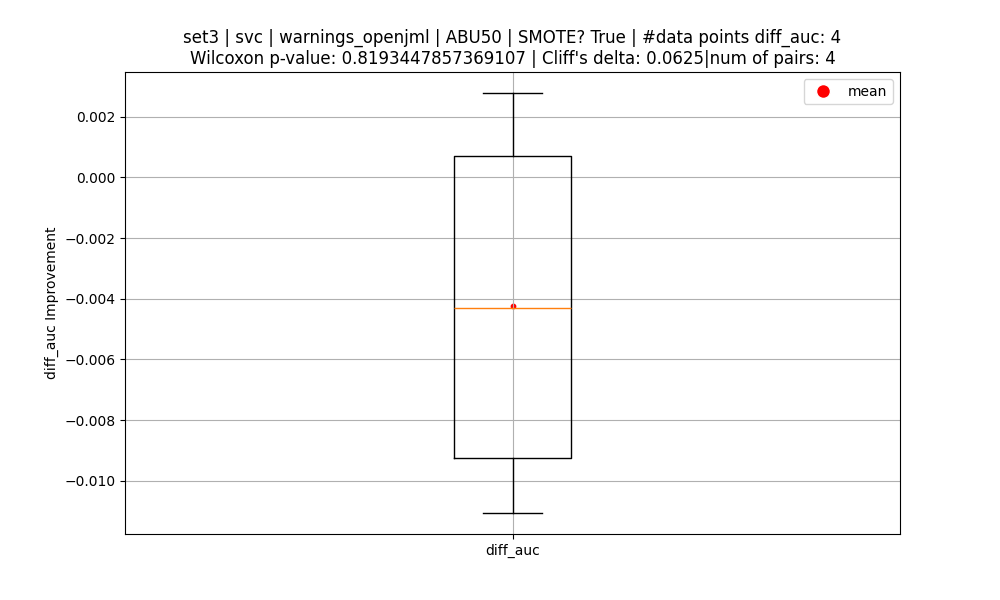 set3 | svc | warnings_openjml | ABU50 | SMOTE? True | #data points diff_auc: 4
Wilcoxon p-value: 0.8193447857369107 | Cliff's delta: 0.0625|num of pairs: 4
mean
0.002
0.000
−0.002
−0.004
−0.006
−0.008
−0.010
diff_auc Improvement
diff_auc